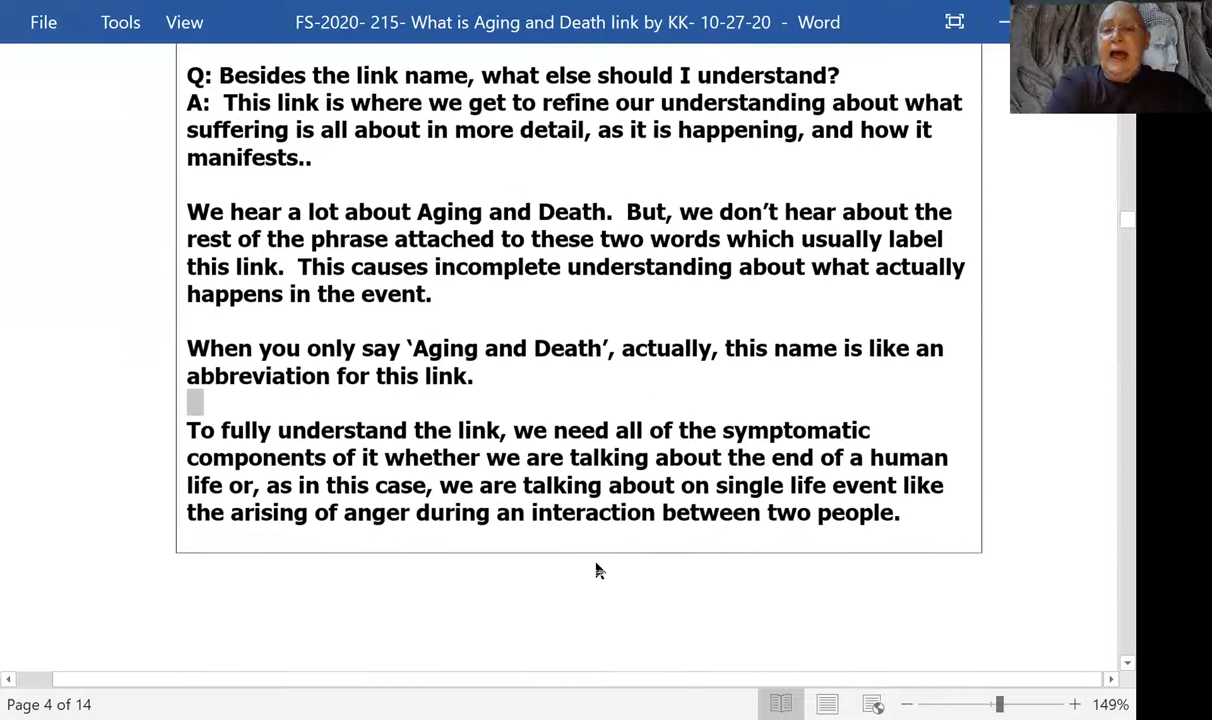 File Tools View FS-2020- 215- What is Aging and Death link by KK- 10-27-20 - Word
Q: Besides the link name, what else should I understand?
A: This link is where we get to refine our understanding about what
suffering is all about in more detail, as it is happening, and how it
manifests..
We hear a lot about Aging and Death. But, we don't hear about the
rest of the phrase attached to these two words which usually label
this link. This causes incomplete understanding about what actually
happens in the event.
When you only say ‘Aging and Death’, actually, this name is like an
abbreviation for this link.
To fully understand the link, we need all of the symptomatic
components of it whether we are talking about the end of a human
life or, as in this case, we are talking about on single life event like
the arising of anger during an interaction between two people.
Page 4 of 14 149%